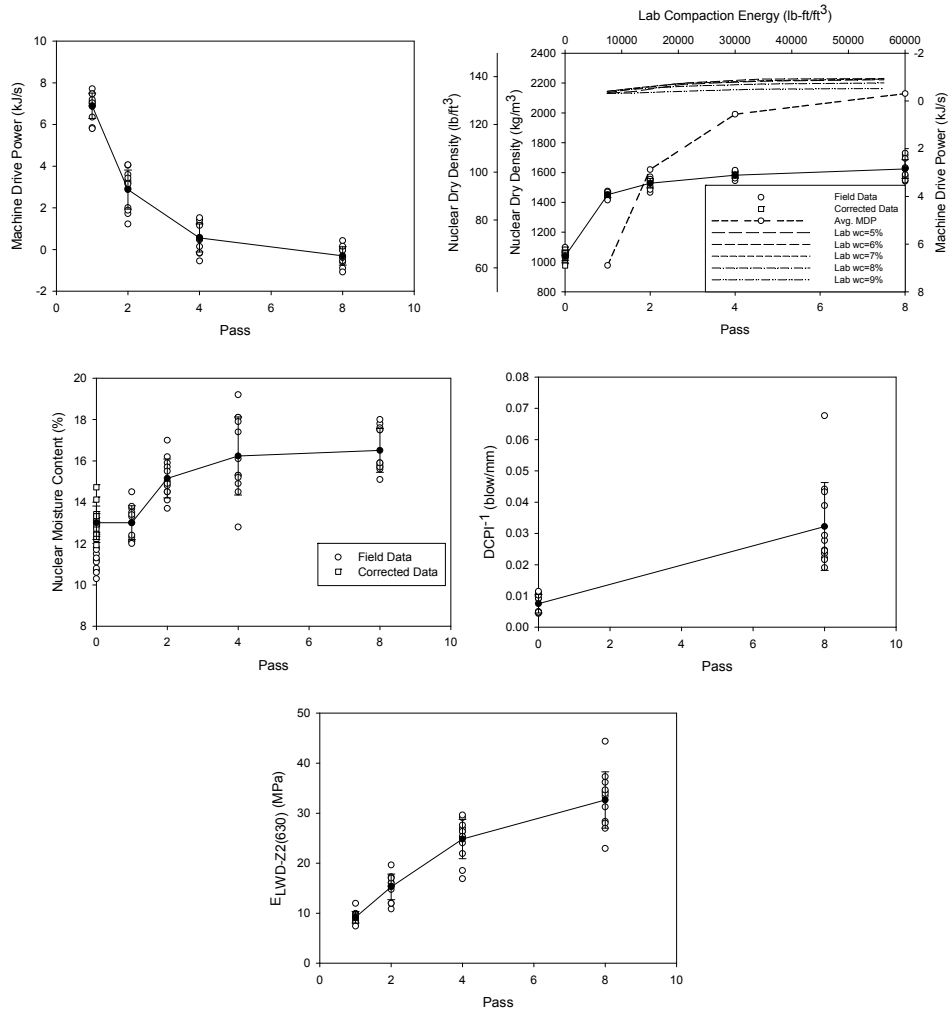 Machine Drive Power (kJ/s)
10
8
6
4
2
0
-2
0 2 4 6 8 10
Pass
Lab Compaction Energy (lb-ft/ft3)
0 10000 20000 30000 40000 50000 60000
Nuclear Dry Density (lb/ft3)
140
120
100
80
60
Nuclear Dry Density (kg/m3)
2400
2200
2000
1800
1600
1400
1200
1000
800
-2
0
2
4
6
8
Machine Drive Power (kJ/s)
Field Data
Corrected Data
Avg. MDP
Lab wc=5%
Lab wc=6%
Lab wc=7%
Lab wc=8%
Lab wc=9%
0 2 4 6 8
Pass
Nuclear Moisture Content (%)
20
18
16
14
12
10
8
Field Data
Corrected Data
0 2 4 6 8 10
Pass
DCPI-1 (blow/mm)
0.08
0.07
0.06
0.05
0.04
0.03
0.02
0.01
0.00
0 2 4 6 8 10
Pass
ELWD-Z2(630) (MPa)
50
40
30
20
10
0
0 2 4 6 8 10
Pass